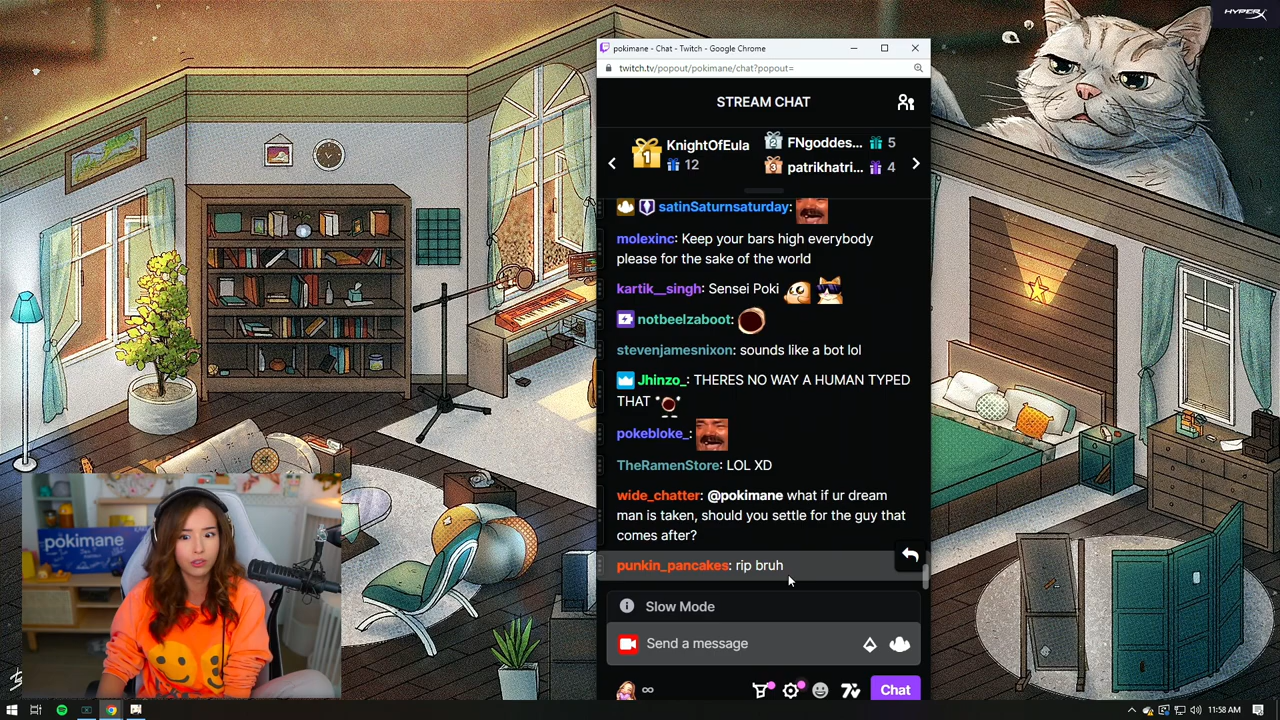 HYPERX
pokimane - Chat - Twitch - Google Chrome
twitch.tv/popout/pokimane/chat?popout=
STREAM CHAT
1
KnightOfEula
12
2
FNgoddes...
5
3
patrikhatri...
4
satinSaturnsaturday:
molexinc: Keep your bars high everybody
please for the sake of the world
kartik__singh: Sensei Poki
notbeelzaboot:
stevenjamesnixon: sounds like a bot lol
Jhinzo_: THERES NO WAY A HUMAN TYPED
THAT
pokebloke_:
TheRamenStore: LOL XD
wide_chatter: @pokimane what if ur dream
man is taken, should you settle for the guy that
comes after?
punkin_pancakes: rip bruh
Slow Mode
Send a message
∞
Chat
pokimane
11:58 AM